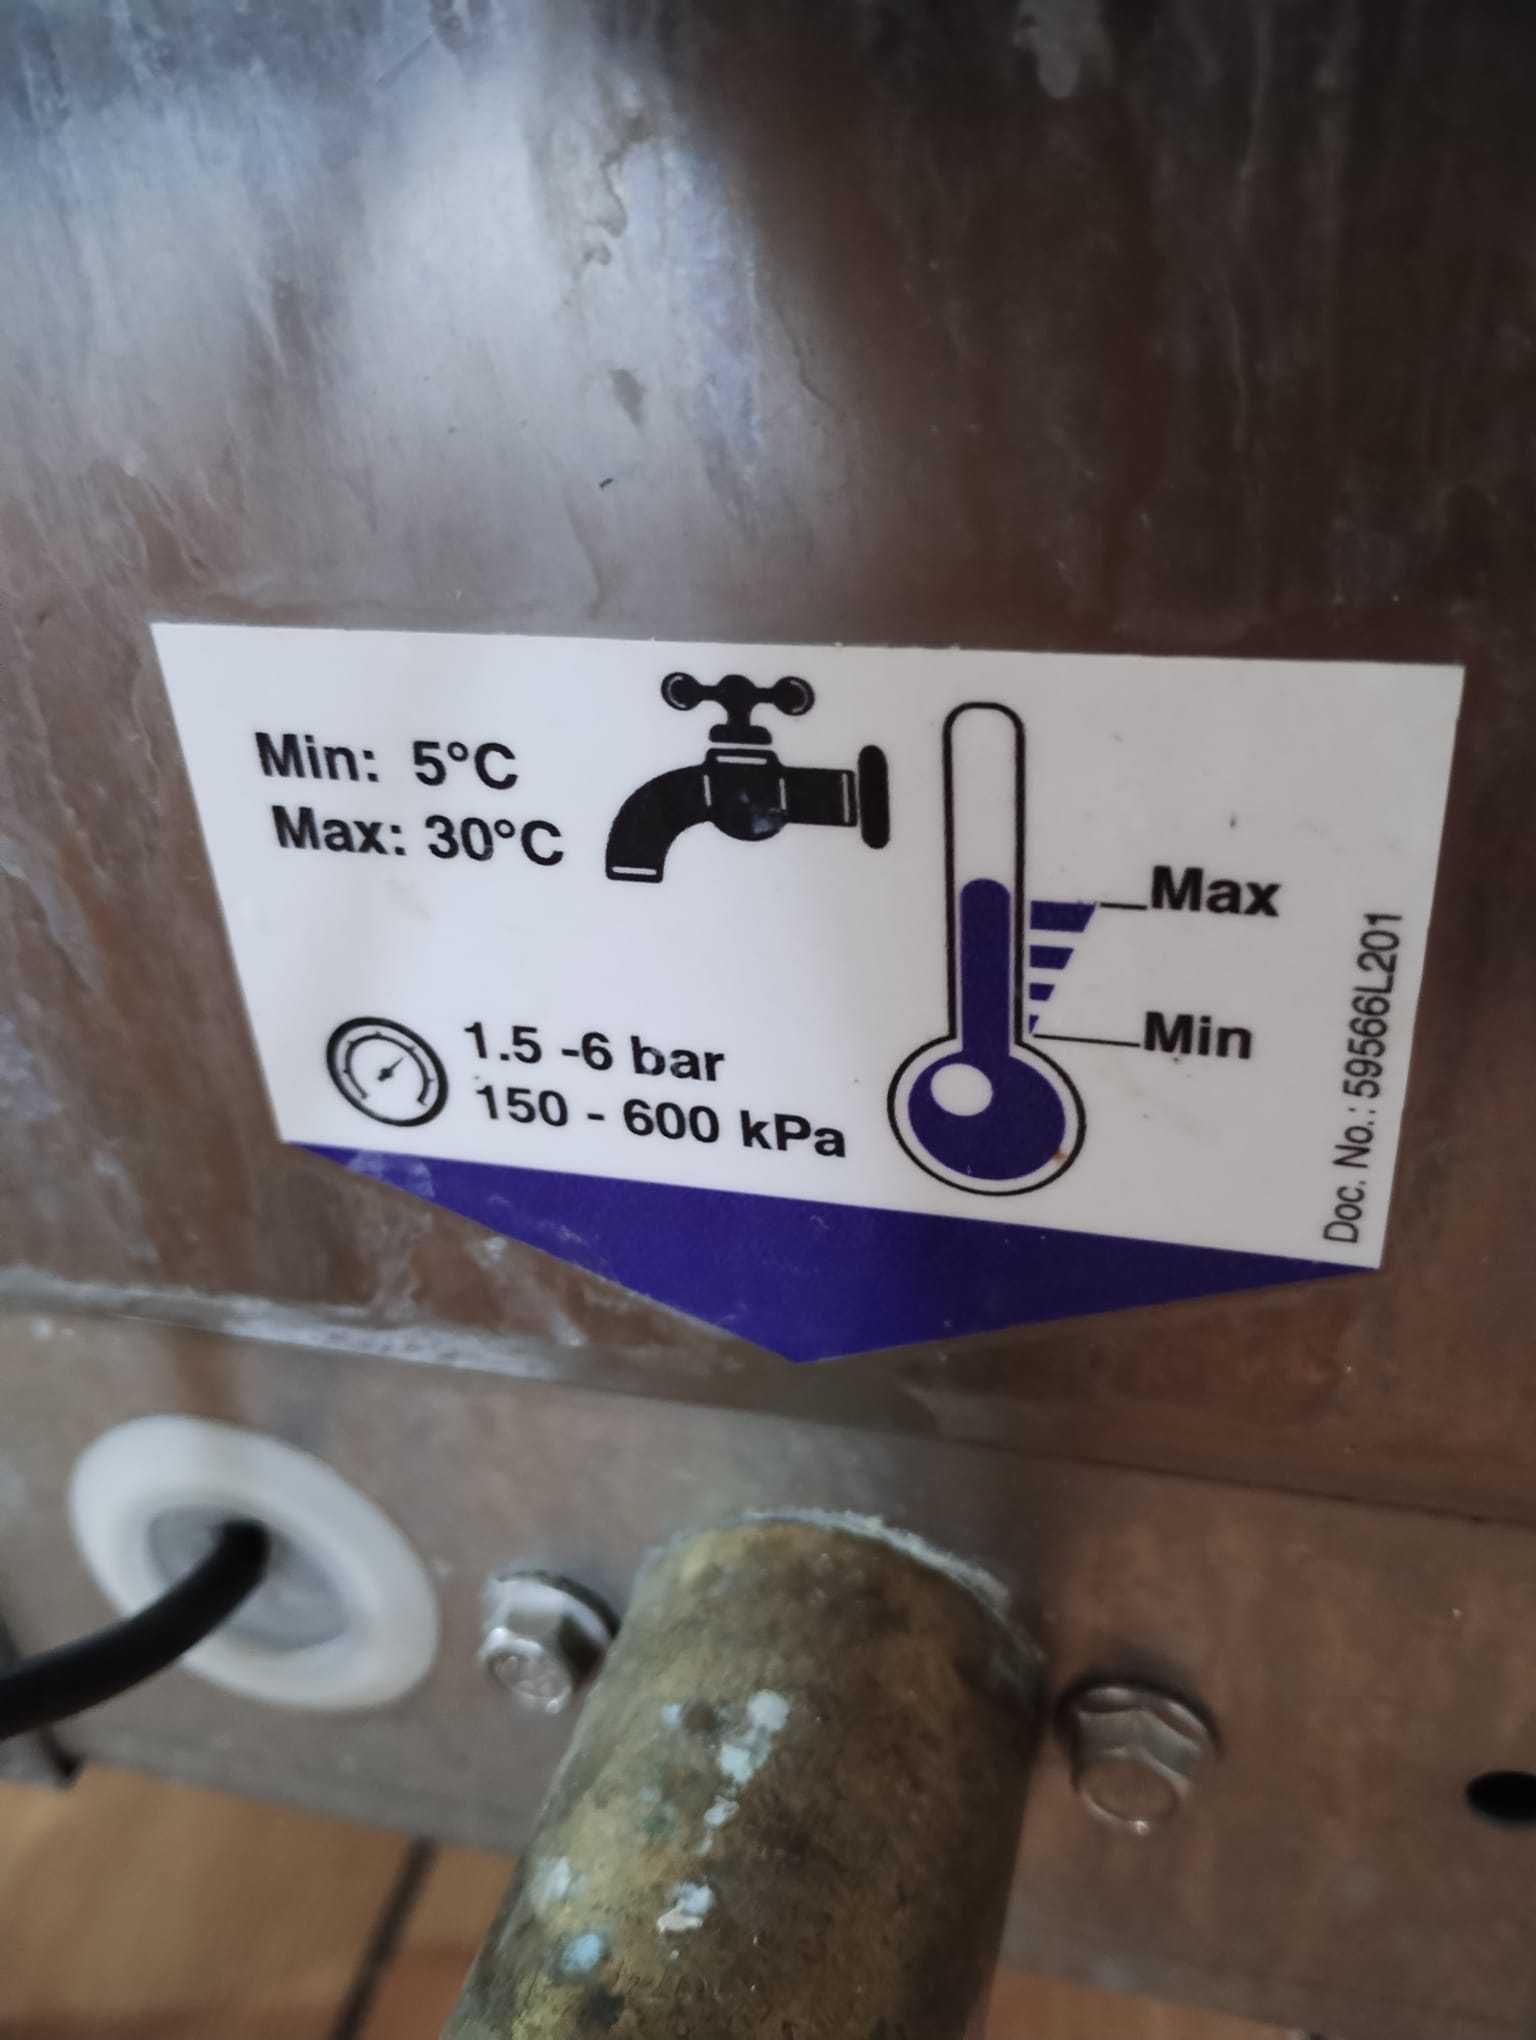 Min: 5°C
Max: 30°C
Max
Min
1.5 -6 bar
150 - 600 kPa
Doc. No.: 59566L201